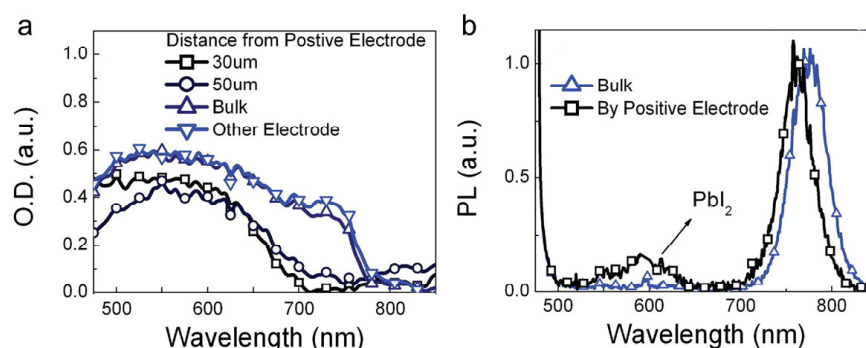 a
Distance from Postive Electrode
30um
50um
Bulk
Other Electrode
O.D. (a.u.)
1.0
0.8
0.6
0.4
0.2
0.0
500 600 700 800
Wavelength (nm)
b
Bulk
By Positive Electrode
PbI2
PL (a.u.)
1.0
0.5
0.0
500 600 700 800
Wavelength (nm)